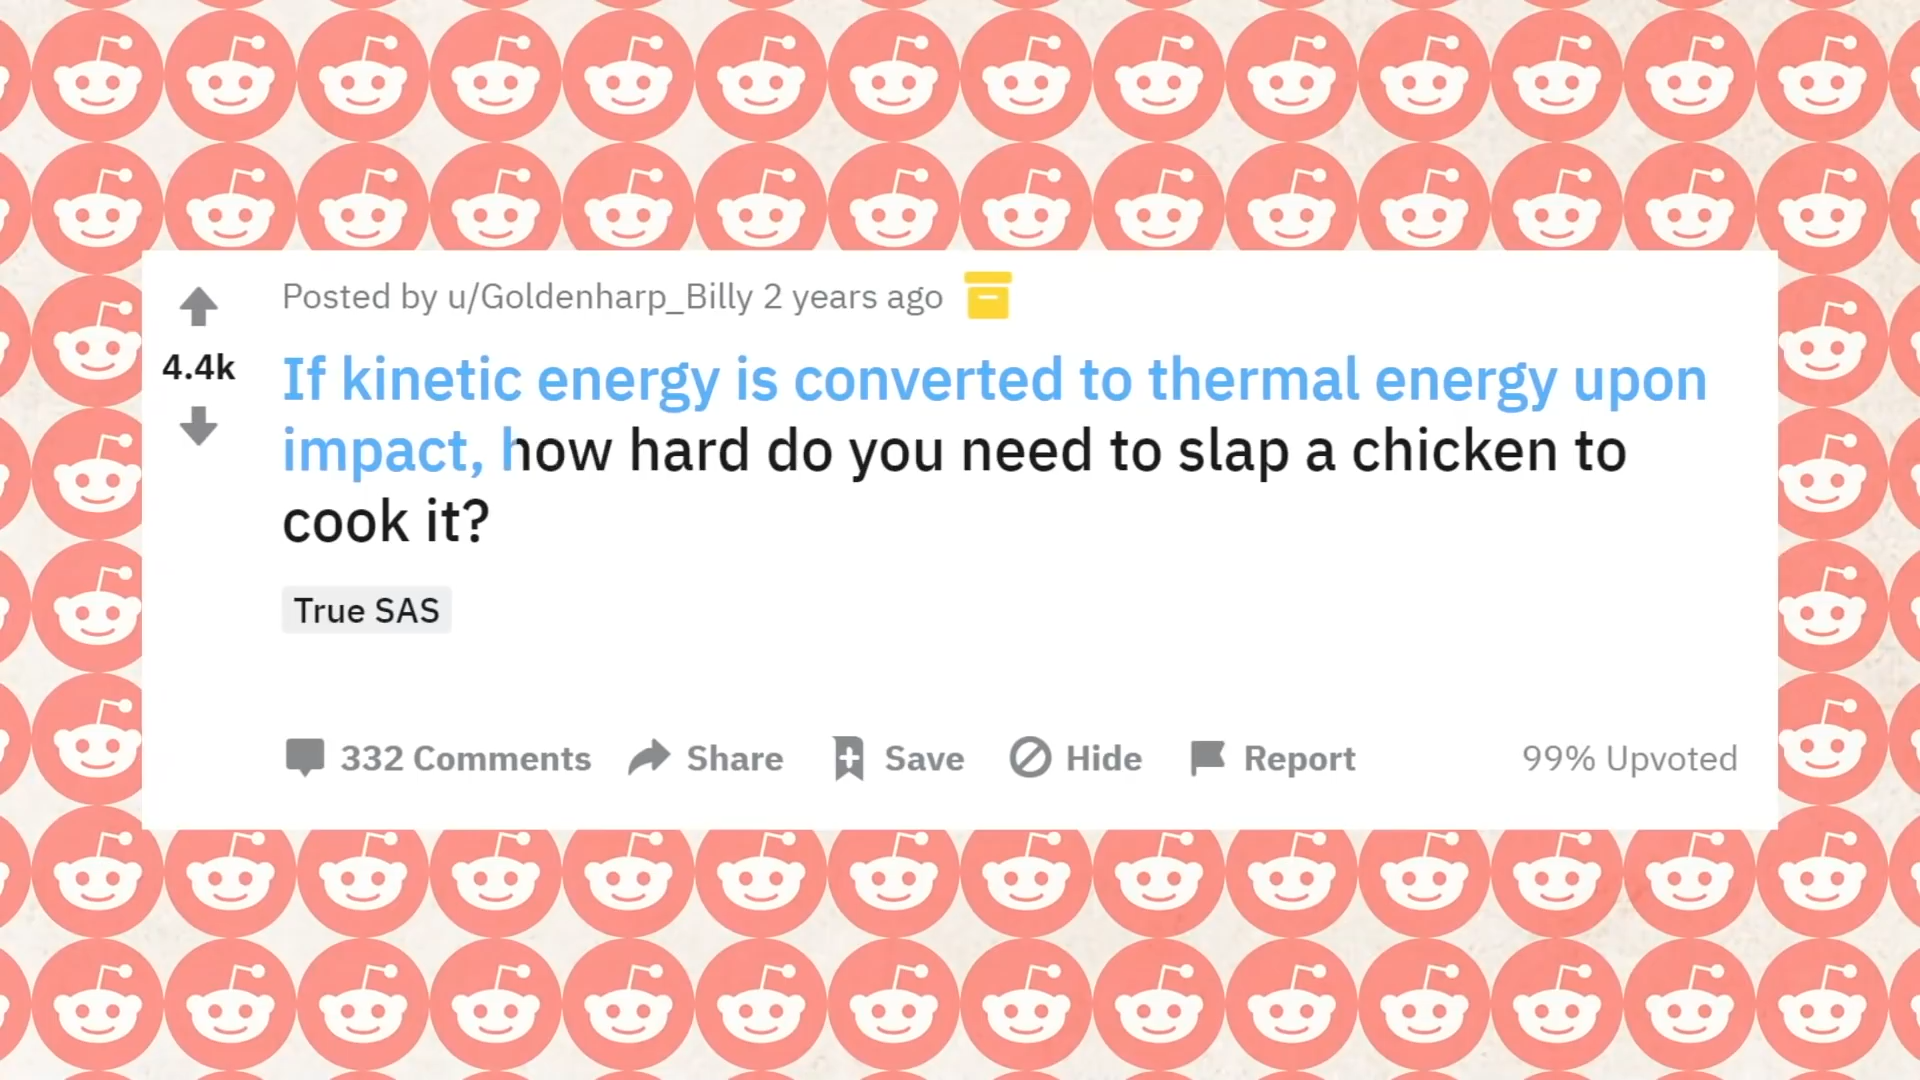 Posted by u/Goldenharp_Billy 2 years ago
4.4k
If kinetic energy is converted to thermal energy upon
impact, how hard do you need to slap a chicken to
cook it?
True SAS
332 Comments Share Save Hide Report 99% Upvoted